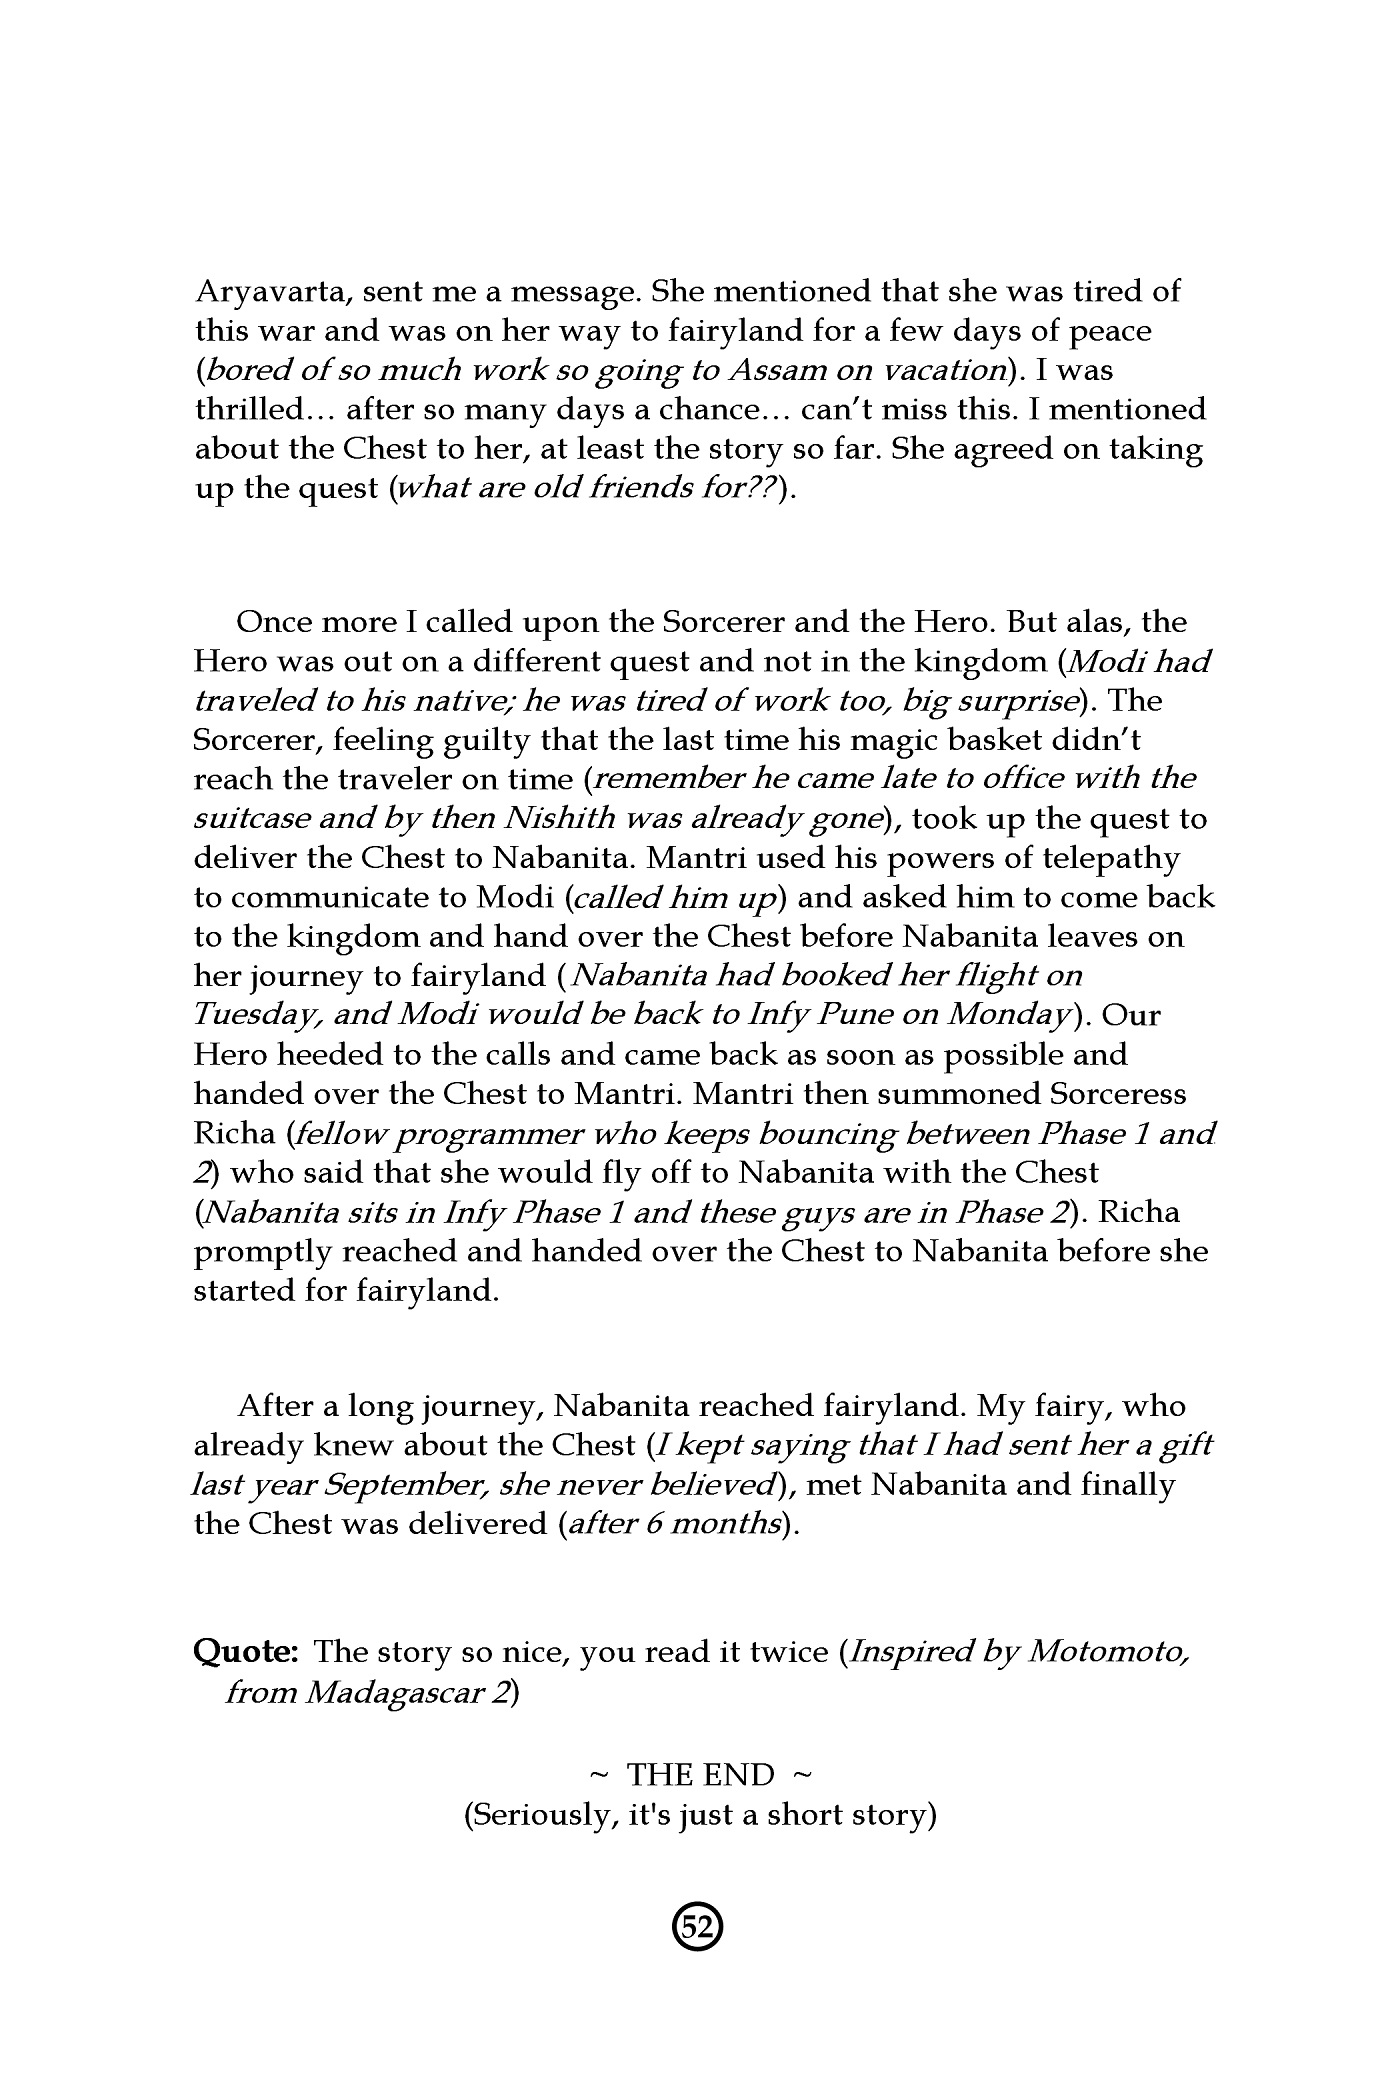 Aryavarta, sent me a message. She mentioned that she was tired of
this war and was on her way to fairyland for a few days of peace
(bored of so much work so going to Assam on vacation). I was
thrilled… after so many days a chance… can’t miss this. I mentioned
about the Chest to her, at least the story so far. She agreed on taking
up the quest (what are old friends for??).
Once more I called upon the Sorcerer and the Hero. But alas, the
Hero was out on a different quest and not in the kingdom (Modi had
traveled to his native; he was tired of work too, big surprise). The
Sorcerer, feeling guilty that the last time his magic basket didn’t
reach the traveler on time (remember he came late to office with the
suitcase and by then Nishith was already gone), took up the quest to
deliver the Chest to Nabanita. Mantri used his powers of telepathy
to communicate to Modi (called him up) and asked him to come back
to the kingdom and hand over the Chest before Nabanita leaves on
her journey to fairyland (Nabanita had booked her flight on
Tuesday, and Modi would be back to Infy Pune on Monday). Our
Hero heeded to the calls and came back as soon as possible and
handed over the Chest to Mantri. Mantri then summoned Sorceress
Richa (fellow programmer who keeps bouncing between Phase 1 and
2) who said that she would fly off to Nabanita with the Chest
(Nabanita sits in Infy Phase 1 and these guys are in Phase 2). Richa
promptly reached and handed over the Chest to Nabanita before she
started for fairyland.
After a long journey, Nabanita reached fairyland. My fairy, who
already knew about the Chest (I kept saying that I had sent her a gift
last year September, she never believed), met Nabanita and finally
the Chest was delivered (after 6 months).
Quote: The story so nice, you read it twice (Inspired by Motomoto,
from Madagascar 2)
~ THE END ~
(Seriously, it's just a short story)
52